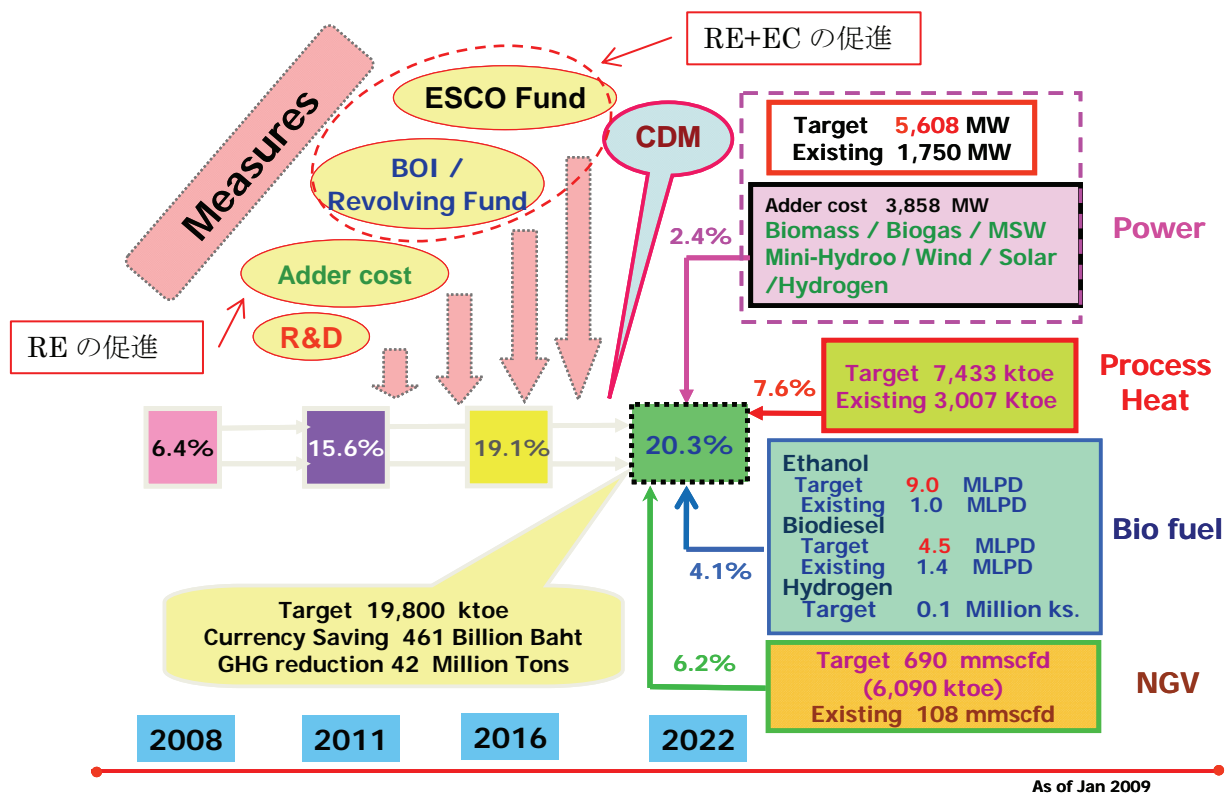 RE+EC の促進
Measures
ESCO Fund
BOI /
Revolving Fund
Adder cost
R&D
RE の促進
CDM
Target 5,608 MW
Existing 1,750 MW
Adder cost 3,858 MW
Biomass / Biogas / MSW
Mini-Hydroo / Wind / Solar
/Hydrogen
Power
2.4%
7.6%
Target 7,433 ktoe
Existing 3,007 Ktoe
Process
Heat
6.4%
15.6%
19.1%
20.3%
Ethanol
Target 9.0 MLPD
Existing 1.0 MLPD
Biodiesel
Target 4.5 MLPD
Existing 1.4 MLPD
Hydrogen
Target 0.1 Million ks.
Bio fuel
4.1%
Target 19,800 ktoe
Currency Saving 461 Billion Baht
GHG reduction 42 Million Tons
6.2%
Target 690 mmscfd
(6,090 ktoe)
Existing 108 mmscfd
NGV
2008
2011
2016
2022
As of Jan 2009